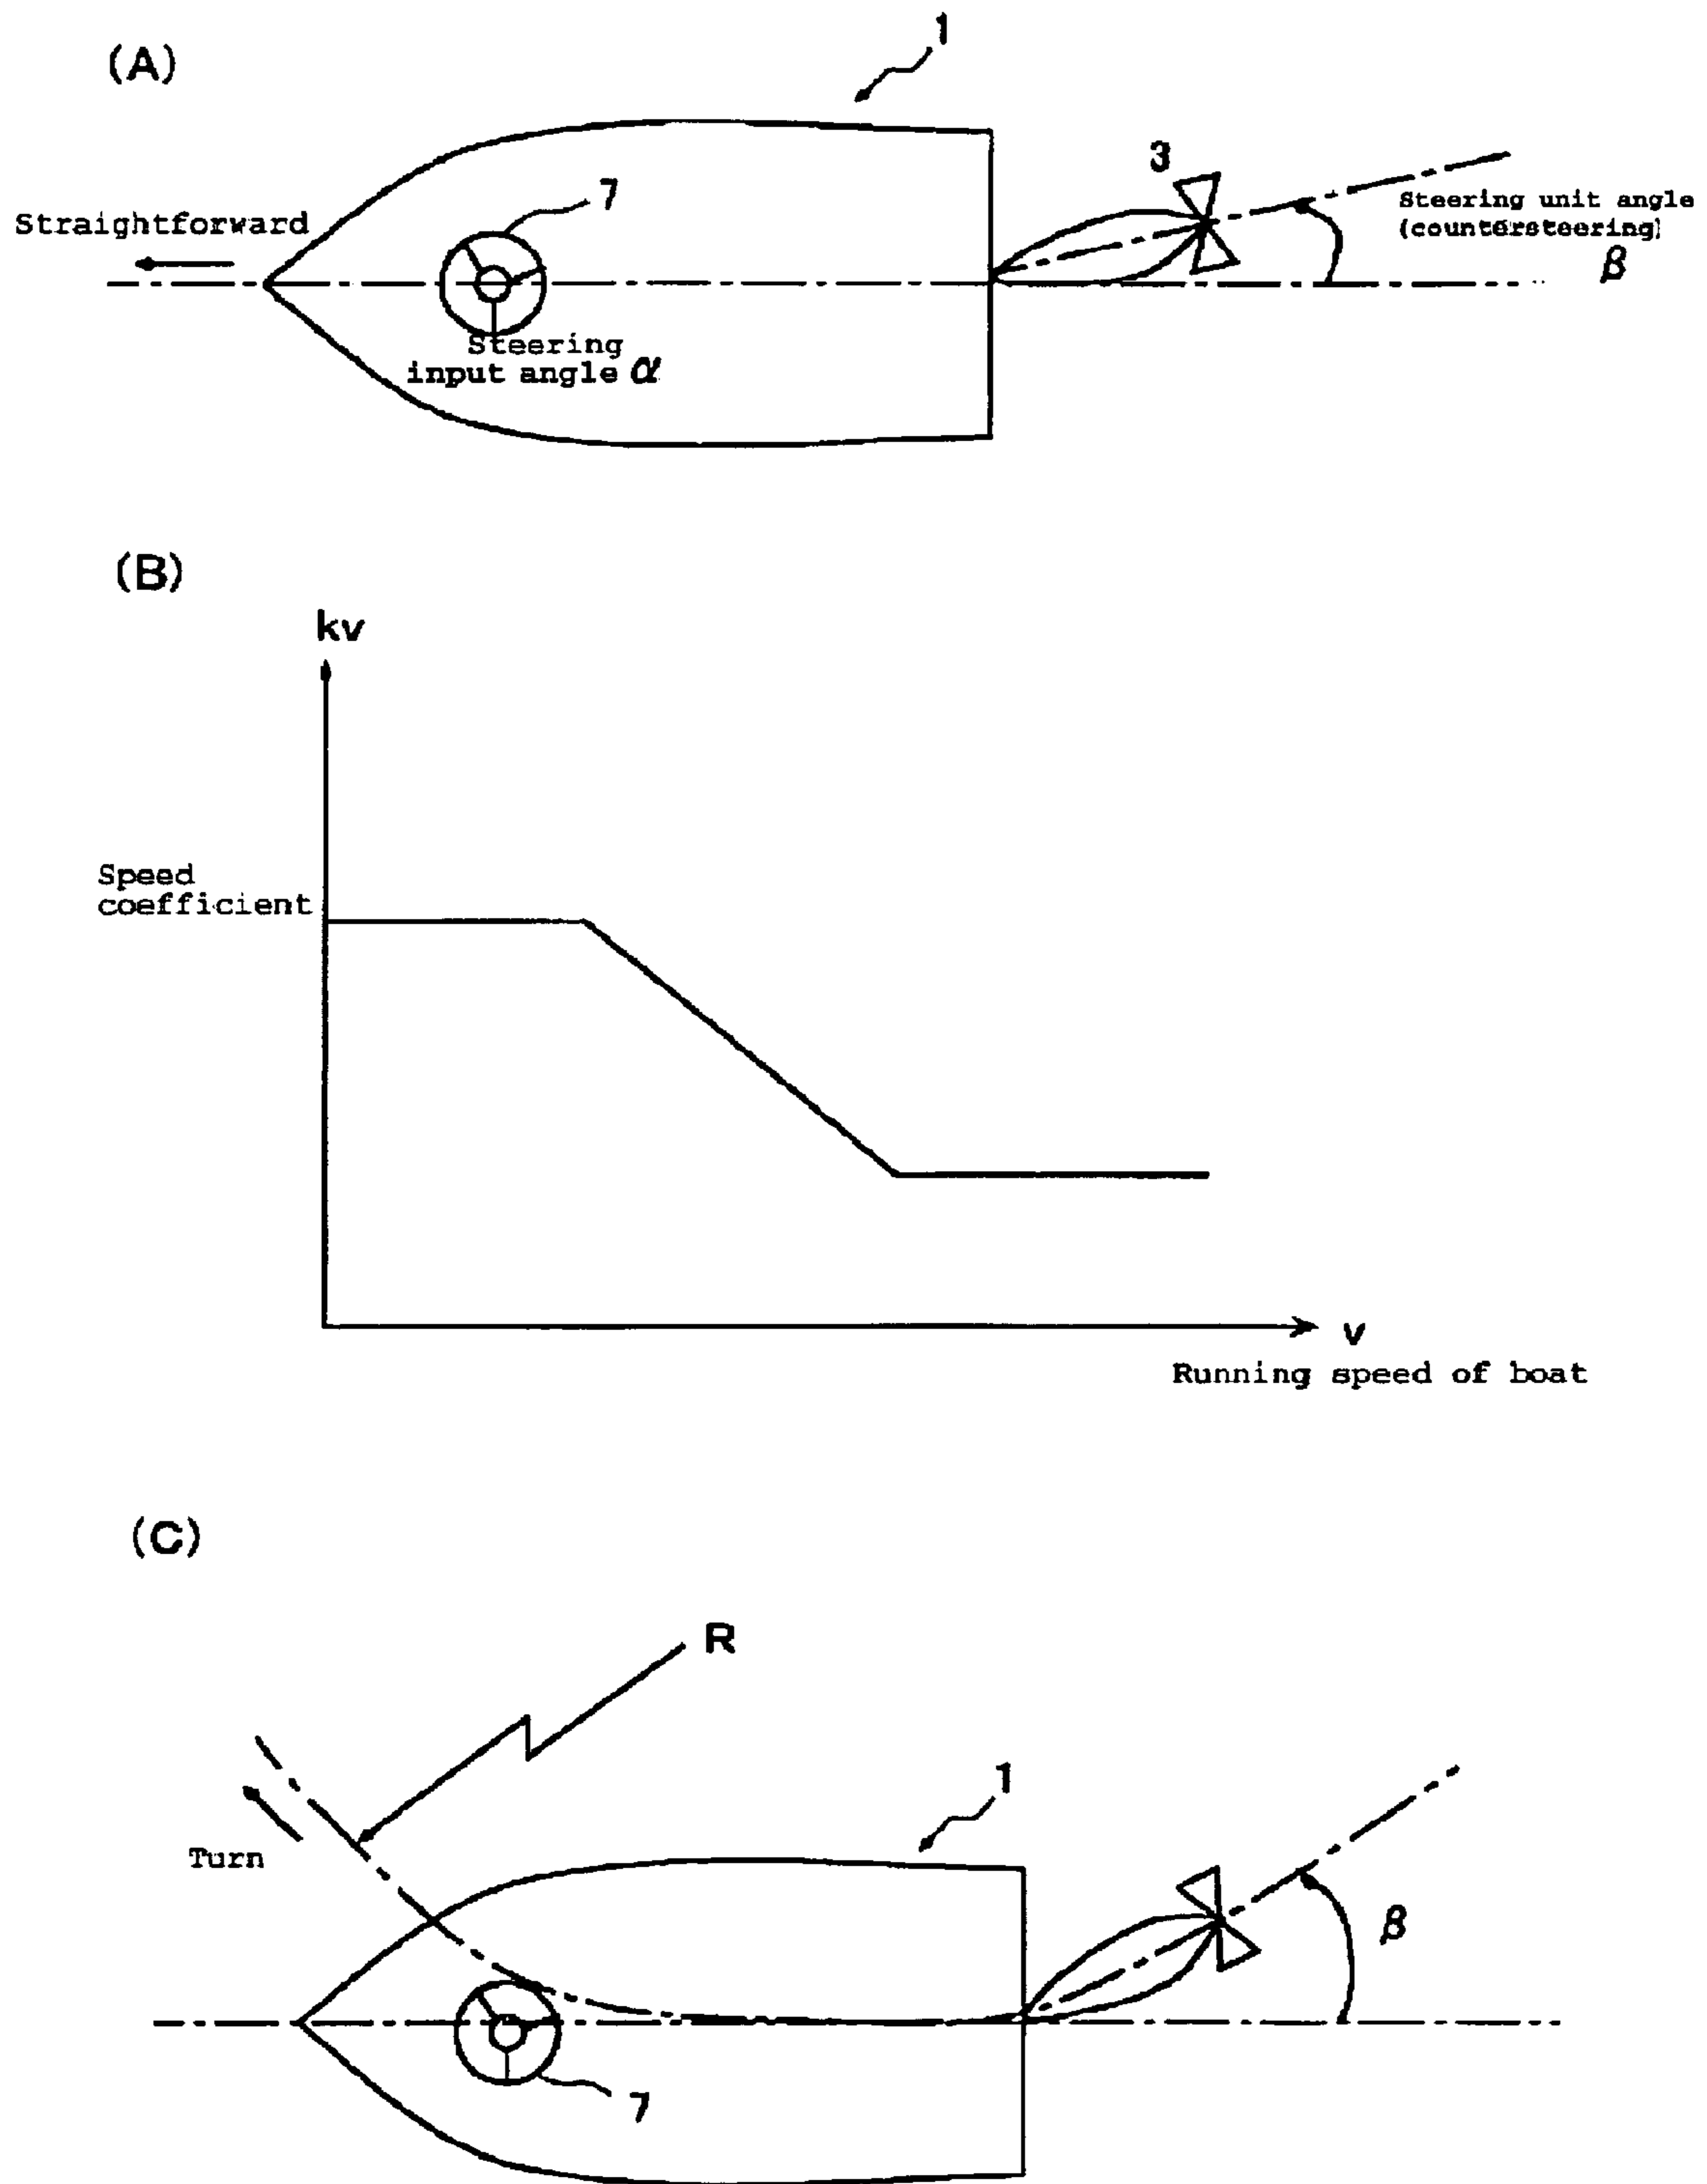 (A)
1
7
3
Straightforward
Steering unit angle
(countersteering)
β
Steering
input angle α
(B)
kv
Speed
coefficient
v
Running speed of boat
(C)
R
1
Turn
β
7